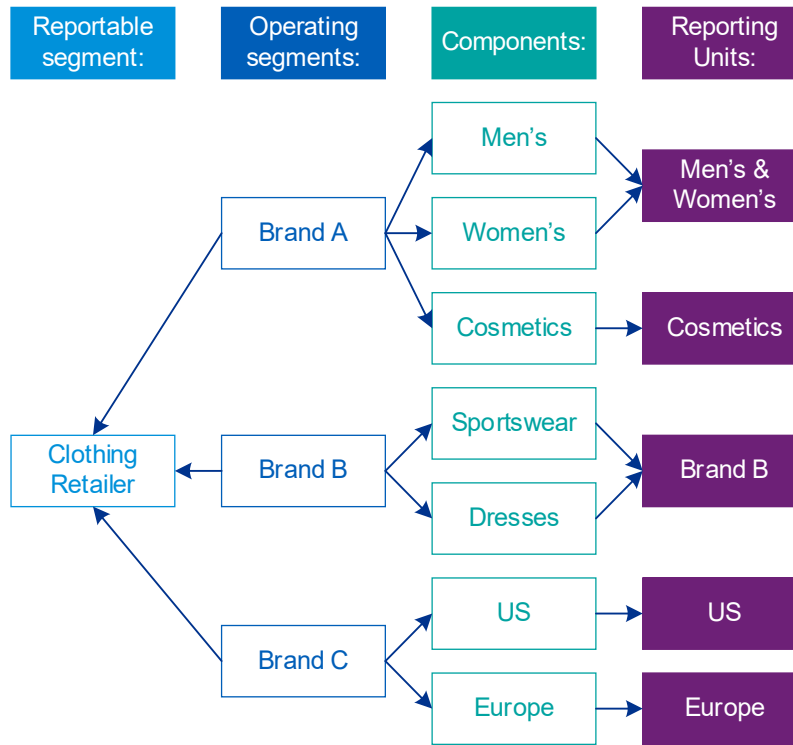 Reportable
segment:
Operating
segments:
Components:
Reporting
Units:
Men’s
Men’s &
Women’s
Brand A
Women’s
Cosmetics
Cosmetics
Sportswear
Clothing
Retailer
Brand B
Brand B
Dresses
US
US
Brand C
Europe
Europe